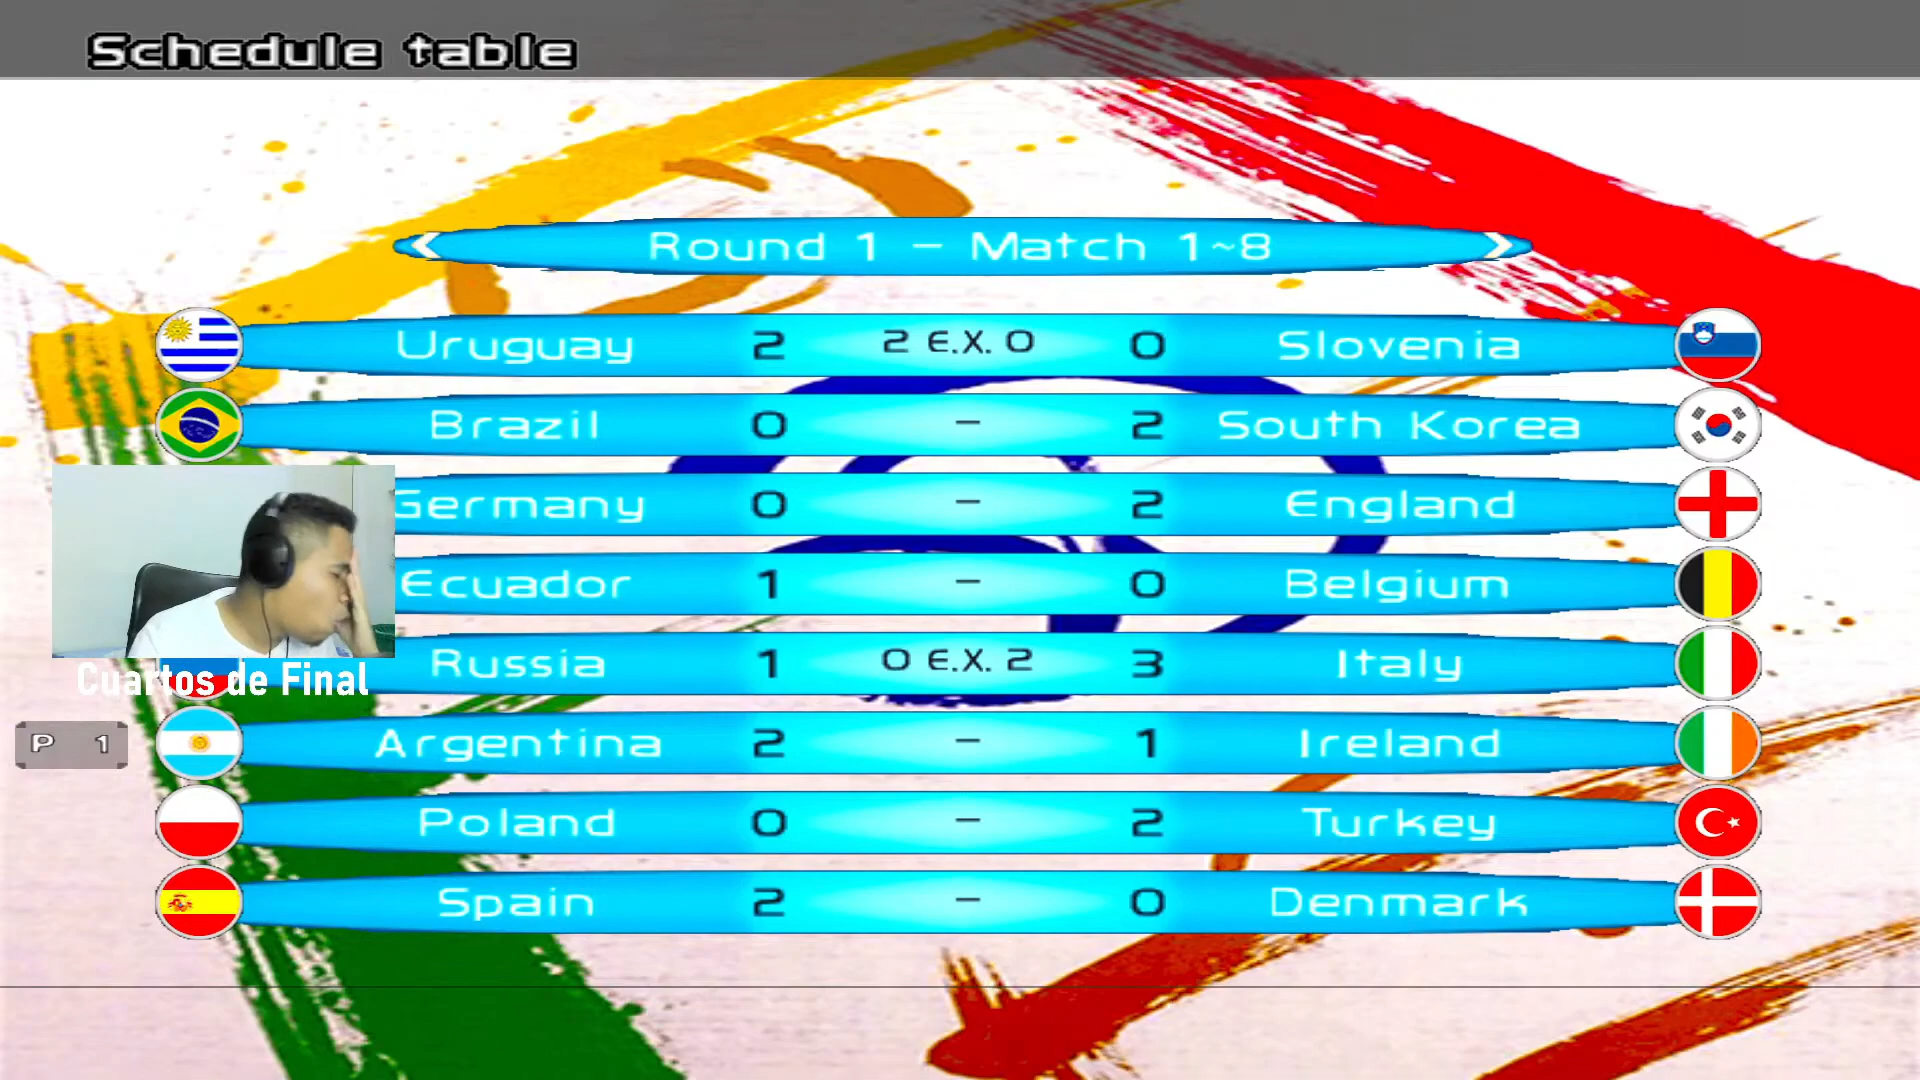 Schedule table
Round 1 - Match 1~8
Uruguay 2 2 E.X. 0 0 Slovenia
Brazil 0 - 2 South Korea
Germany 0 - 2 England
Ecuador 1 - 0 Belgium
Russia 1 0 E.X. 2 3 Italy
Cuartos de Final
P 1 Argentina 2 - 1 Ireland
Poland 0 - 2 Turkey
Spain 2 - 0 Denmark